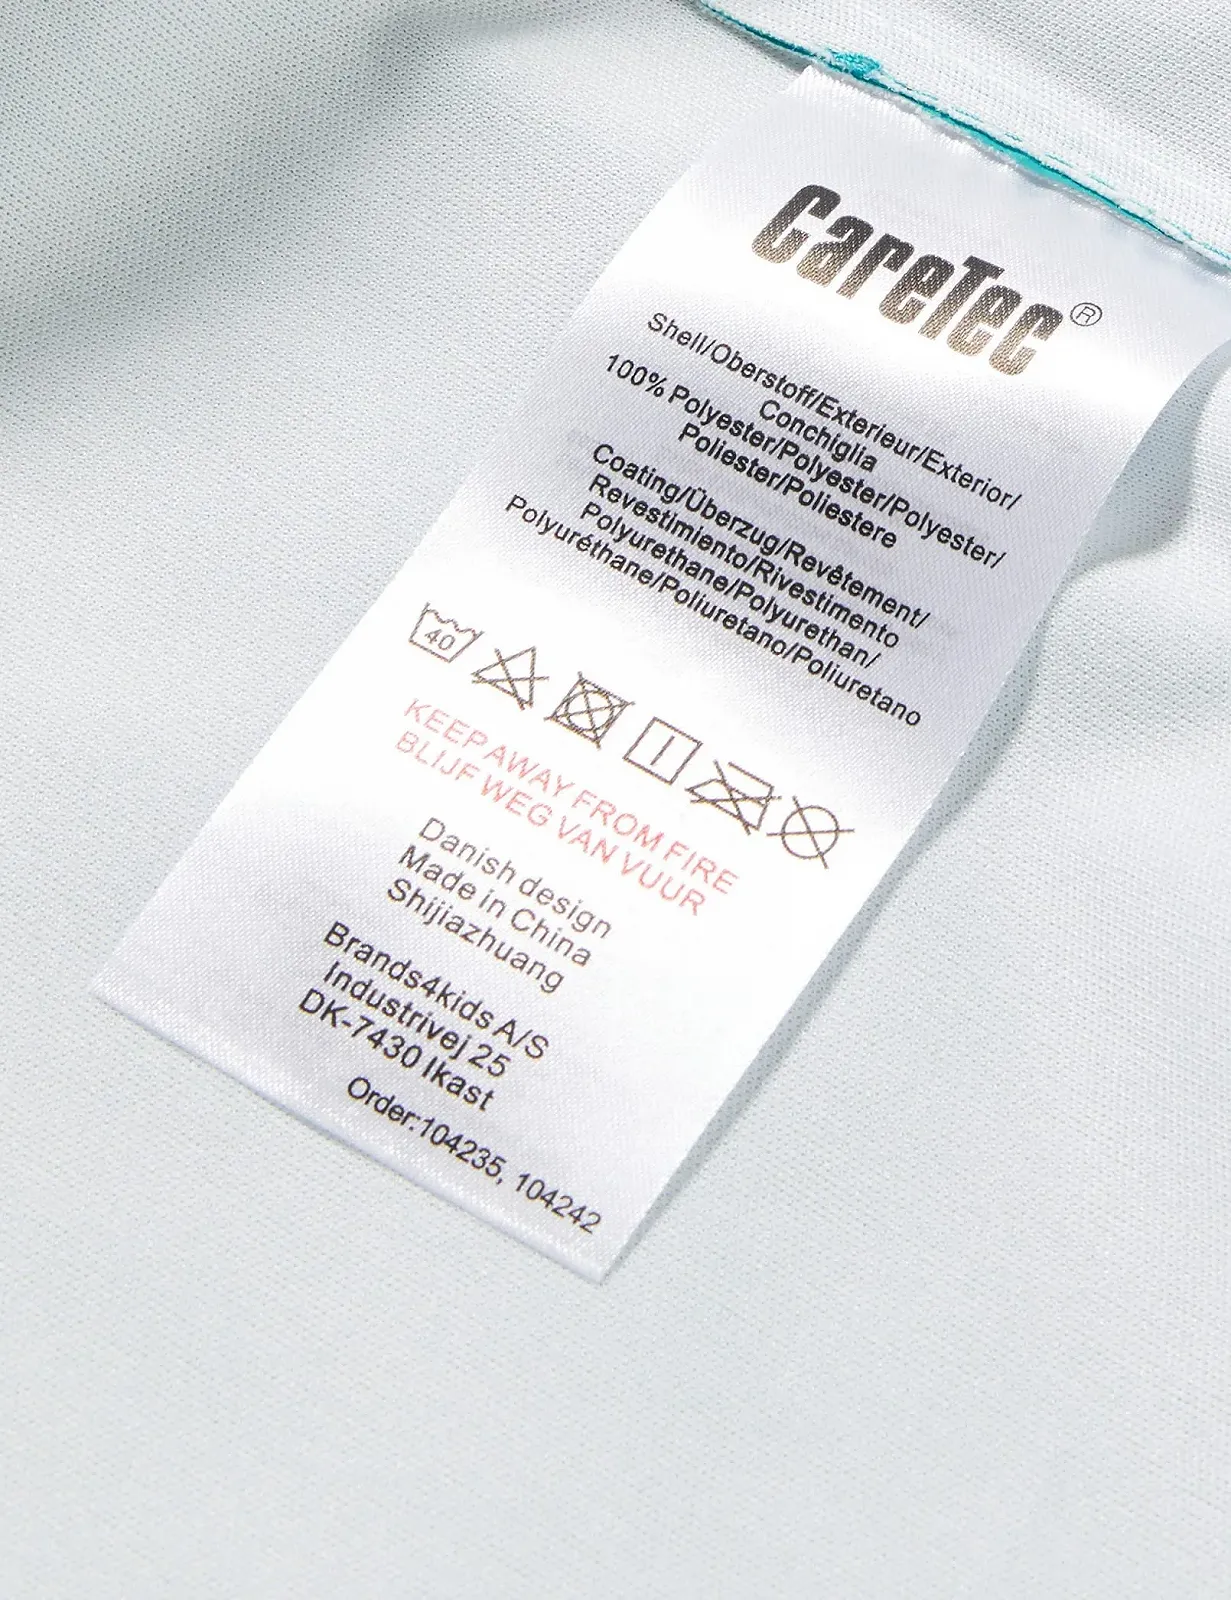 CareTec®
Shell/Oberstoff/Exterieur/Exterior/
Conchiglia
100% Polyester/Polyester/Polyester/
Poliester/Poliestere
Coating/Überzug/Revêtement/
Revestimiento/Rivestimento
Polyurethane/Polyurethan/
Polyuréthane/Poliuretano/Poliuretano
40
KEEP AWAY FROM FIRE
BLIJF WEG VAN VUUR
Danish design
Made in China
Shijiazhuang
Brands4kids A/S
Industrivej 25
DK-7430 Ikast
Order:104235, 104242